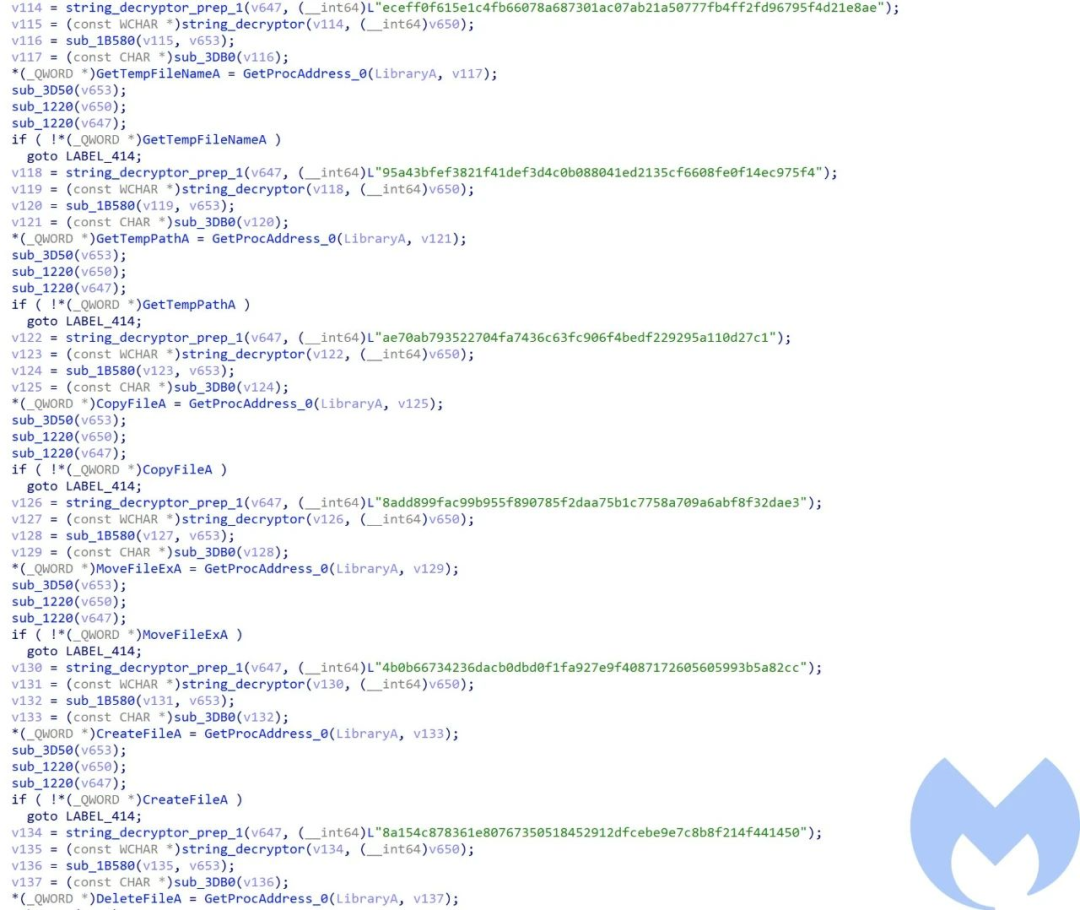 v114 = string_decryptor_prep_1(v647, (__int64)L"eceff0f615e1c4fb66078a687301ac07ab21a50777fb4ff2fd96795f4d21e8ae");
v115 = (const WCHAR *)string_decryptor(v114, (__int64)v650);
v116 = sub_1B580(v115, v653);
v117 = (const CHAR *)sub_3DB0(v116);
*(_QWORD *)GetTempFileNameA = GetProcAddress_0(LibraryA, v117);
sub_3D50(v653);
sub_1220(v650);
sub_1220(v647);
if ( !*(_QWORD *)GetTempFileNameA )
goto LABEL_414;
v118 = string_decryptor_prep_1(v647, (__int64)L"95a43bfef3821f41def3d4c0b088041ed2135cf6608fe0f14ec975f4");
v119 = (const WCHAR *)string_decryptor(v118, (__int64)v650);
v120 = sub_1B580(v119, v653);
v121 = (const CHAR *)sub_3DB0(v120);
*(_QWORD *)GetTempPathA = GetProcAddress_0(LibraryA, v121);
sub_3D50(v653);
sub_1220(v650);
sub_1220(v647);
if ( !*(_QWORD *)GetTempPathA )
goto LABEL_414;
v122 = string_decryptor_prep_1(v647, (__int64)L"ae70ab793522704fa7436c63fc906f4bedf229295a110d27c1");
v123 = (const WCHAR *)string_decryptor(v122, (__int64)v650);
v124 = sub_1B580(v123, v653);
v125 = (const CHAR *)sub_3DB0(v124);
*(_QWORD *)CopyFileA = GetProcAddress_0(LibraryA, v125);
sub_3D50(v653);
sub_1220(v650);
sub_1220(v647);
if ( !*(_QWORD *)CopyFileA )
goto LABEL_414;
v126 = string_decryptor_prep_1(v647, (__int64)L"8add899fac99b955f890785f2daa75b1c7758a709a6abf8f32dae3");
v127 = (const WCHAR *)string_decryptor(v126, (__int64)v650);
v128 = sub_1B580(v127, v653);
v129 = (const CHAR *)sub_3DB0(v128);
*(_QWORD *)MoveFileExA = GetProcAddress_0(LibraryA, v129);
sub_3D50(v653);
sub_1220(v650);
sub_1220(v647);
if ( !*(_QWORD *)MoveFileExA )
goto LABEL_414;
v130 = string_decryptor_prep_1(v647, (__int64)L"4b0b66734236dacb0dbd0f1fa927e9f4087172605605993b5a82cc");
v131 = (const WCHAR *)string_decryptor(v130, (__int64)v650);
v132 = sub_1B580(v131, v653);
v133 = (const CHAR *)sub_3DB0(v132);
*(_QWORD *)CreateFileA = GetProcAddress_0(LibraryA, v133);
sub_3D50(v653);
sub_1220(v650);
sub_1220(v647);
if ( !*(_QWORD *)CreateFileA )
goto LABEL_414;
v134 = string_decryptor_prep_1(v647, (__int64)L"8a154c878361e80767350518452912dfcebe9e7c8b8f214f441450");
v135 = (const WCHAR *)string_decryptor(v134, (__int64)v650);
v136 = sub_1B580(v135, v653);
v137 = (const CHAR *)sub_3DB0(v136);
*(_QWORD *)DeleteFileA = GetProcAddress_0(LibraryA, v137);